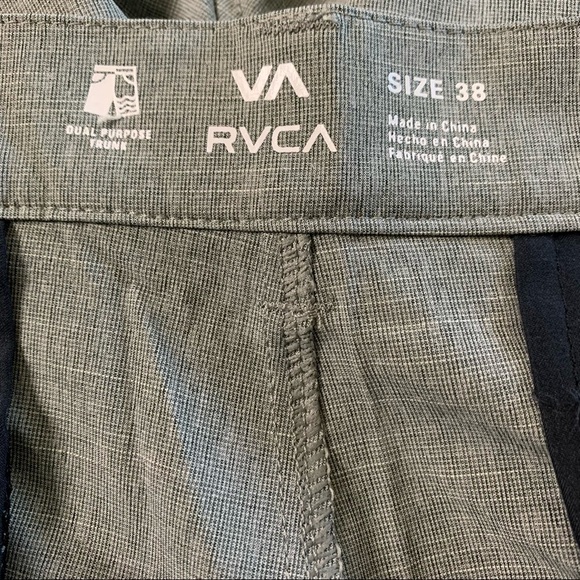 VA
RVCA
DUAL PURPOSE
TRUNK
SIZE 38
Made in China
Hecho en China
Fabriqué en Chine